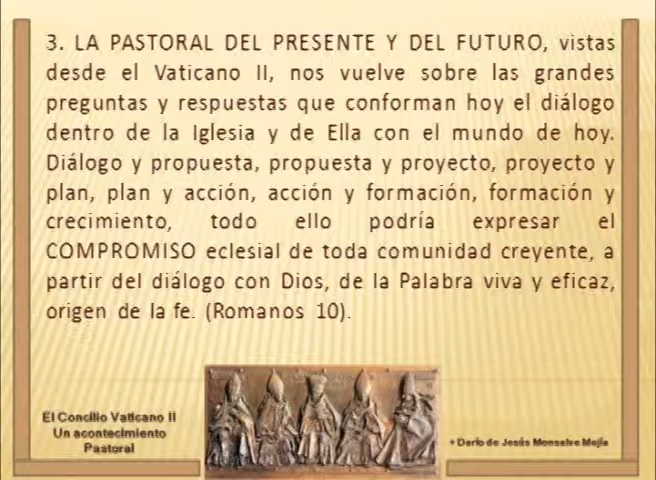 3. LA PASTORAL DEL PRESENTE Y DEL FUTURO, vistas
desde el Vaticano II, nos vuelve sobre las grandes
preguntas y respuestas que conforman hoy el diálogo
dentro de la Iglesia y de Ella con el mundo de hoy.
Diálogo y propuesta, propuesta y proyecto, proyecto y
plan, plan y acción, acción y formación, formación y
crecimiento, todo ello podría expresar el
COMPROMISO eclesial de toda comunidad creyente, a
partir del diálogo con Dios, de la Palabra viva y eficaz,
origen de la fe. (Romanos 10).
El Concilio Vaticano II
Un acontecimiento
Pastoral
+ Darío de Jesús Monsalve Mejía